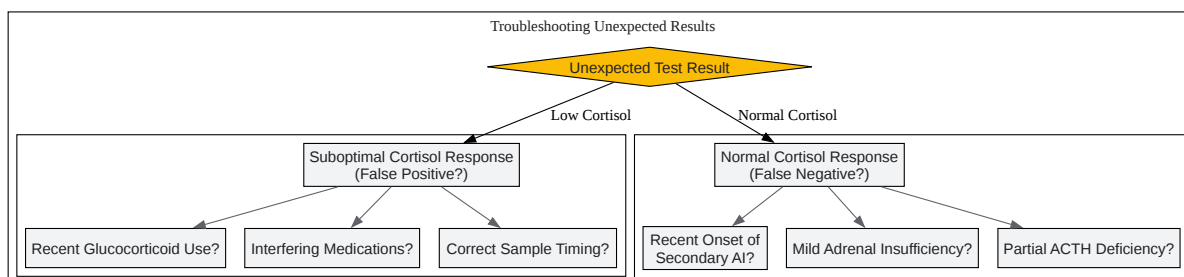 Troubleshooting Unexpected Results
Unexpected Test Result
Low Cortisol
Normal Cortisol
Suboptimal Cortisol Response
(False Positive?)
Normal Cortisol Response
(False Negative?)
Recent Glucocorticoid Use?
Interfering Medications?
Correct Sample Timing?
Recent Onset of
Secondary AI?
Mild Adrenal Insufficiency?
Partial ACTH Deficiency?